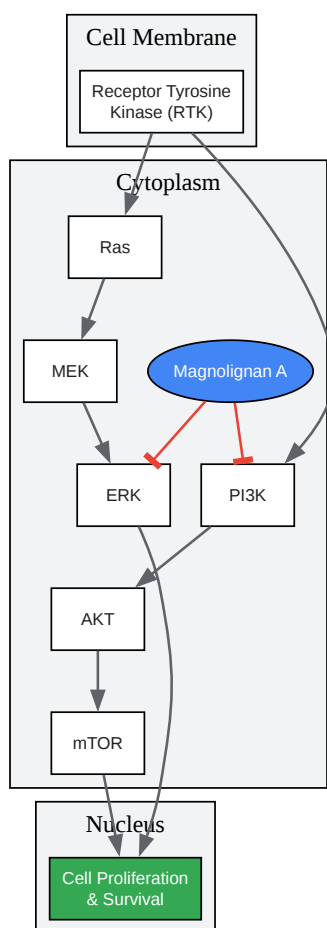 Cell Membrane
Receptor Tyrosine
Kinase (RTK)
Cytoplasm
Ras
MEK
Magnolignan A
ERK
PI3K
AKT
mTOR
Nucleus
Cell Proliferation
& Survival